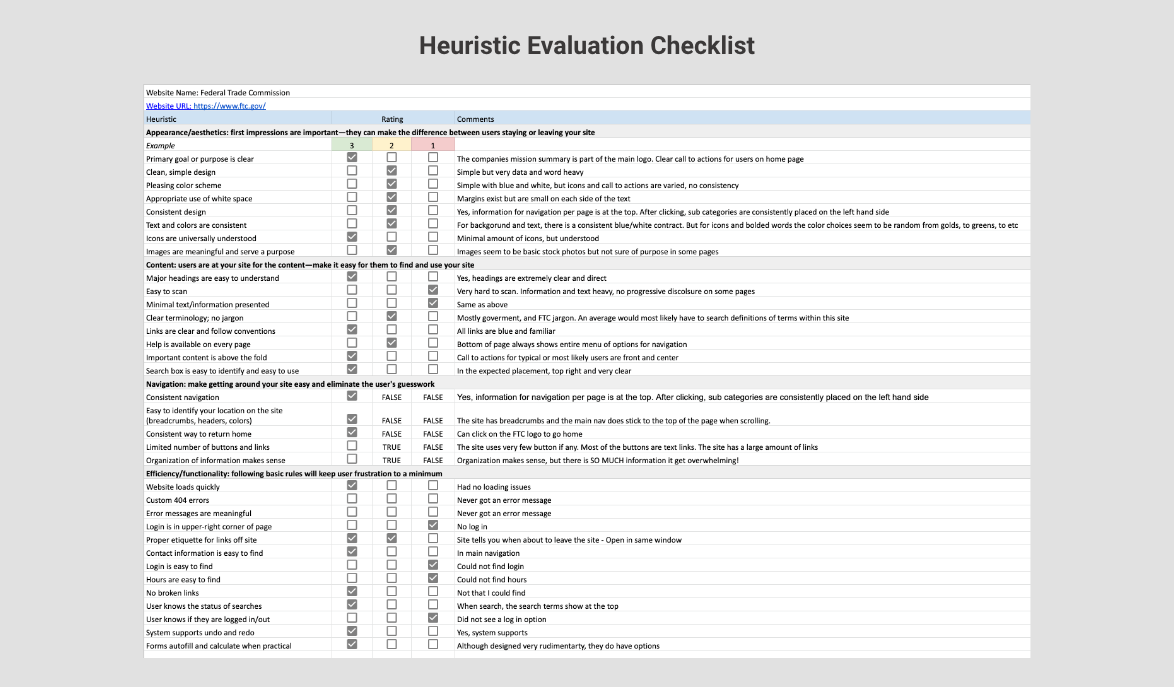 Heuristic Evaluation Checklist
Website Name: Federal Trade Commission
Website URL: https://www.ftc.gov/
Heuristic Rating Comments
Appearance/aesthetics: first impressions are important—they can make the difference between users staying or leaving your site
Example 3 2 1
Primary goal or purpose is clear The companies mission summary is part of the main logo. Clear call to actions for users on home page
Clean, simple design Simple but very data and word heavy
Pleasing color scheme Simple with blue and white, but icons and call to actions are varied, no consistency
Appropriate use of white space Margins exist but are small on each side of the text
Consistent design Yes, information for navigation per page is at the top. After clicking, sub categories are consistently placed on the left hand side
Text and colors are consistent For backgorund and text, there is a consistent blue/white contract. But for icons and bolded words the color choices seem to be random from golds, to greens, to etc
Icons are universally understood Minimal amount of icons, but understood
Images are meaningful and serve a purpose Images seem to be basic stock photos but not sure of purpose in some pages
Content: users are at your site for the content—make it easy for them to find and use your site
Major headings are easy to understand Yes, headings are extremely clear and direct
Easy to scan Very hard to scan. Information and text heavy, no progressive discolsure on some pages
Minimal text/information presented Same as above
Clear terminology; no jargon Mostly goverment, and FTC jargon. An average would most likely have to search definitions of terms within this site
Links are clear and follow conventions All links are blue and familiar
Help is available on every page Bottom of page always shows entire menu of options for navigation
Important content is above the fold Call to actions for typical or most likely users are front and center
Search box is easy to identify and easy to use In the expected placement, top right and very clear
Navigation: make getting around your site easy and eliminate the user's guesswork
Consistent navigation FALSE FALSE Yes, information for navigation per page is at the top. After clicking, sub categories are consistently placed on the left hand side
Easy to identify your location on the site
(breadcrumbs, headers, colors) FALSE FALSE The site has breadcrumbs and the main nav does stick to the top of the page when scrolling.
Consistent way to return home FALSE FALSE Can click on the FTC logo to go home
Limited number of buttons and links TRUE FALSE The site uses very few button if any. Most of the buttons are text links. The site has a large amount of links
Organization of information makes sense TRUE FALSE Organization makes sense, but there is SO MUCH information it get overwhelming!
Efficiency/functionality: following basic rules will keep user frustration to a minimum
Website loads quickly Had no loading issues
Custom 404 errors Never got an error message
Error messages are meaningful Never got an error message
Login is in upper-right corner of page No log in
Proper etiquette for links off site Site tells you when about to leave the site - Open in same window
Contact information is easy to find In main navigation
Login is easy to find Could not find login
Hours are easy to find Could not find hours
No broken links Not that I could find
User knows the status of searches When search, the search terms show at the top
User knows if they are logged in/out Did not see a log in option
System supports undo and redo Yes, system supports
Forms autofill and calculate when practical Although designed very rudimentarty, they do have options